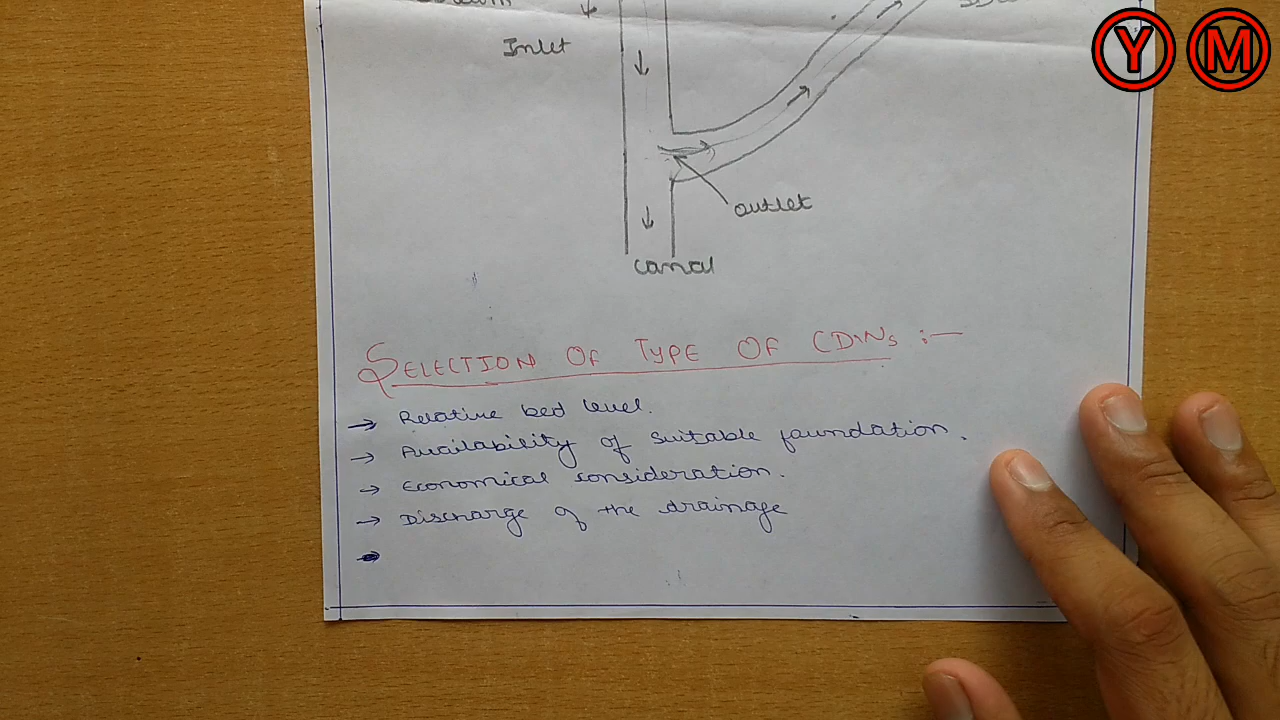 Inlet
outlet
canal
SELECTION OF TYPE OF CDWs :-
→ Relative bed level.
→ Availability of suitable foundation.
→ Economical consideration.
→ Discharge of the drainage
Y M